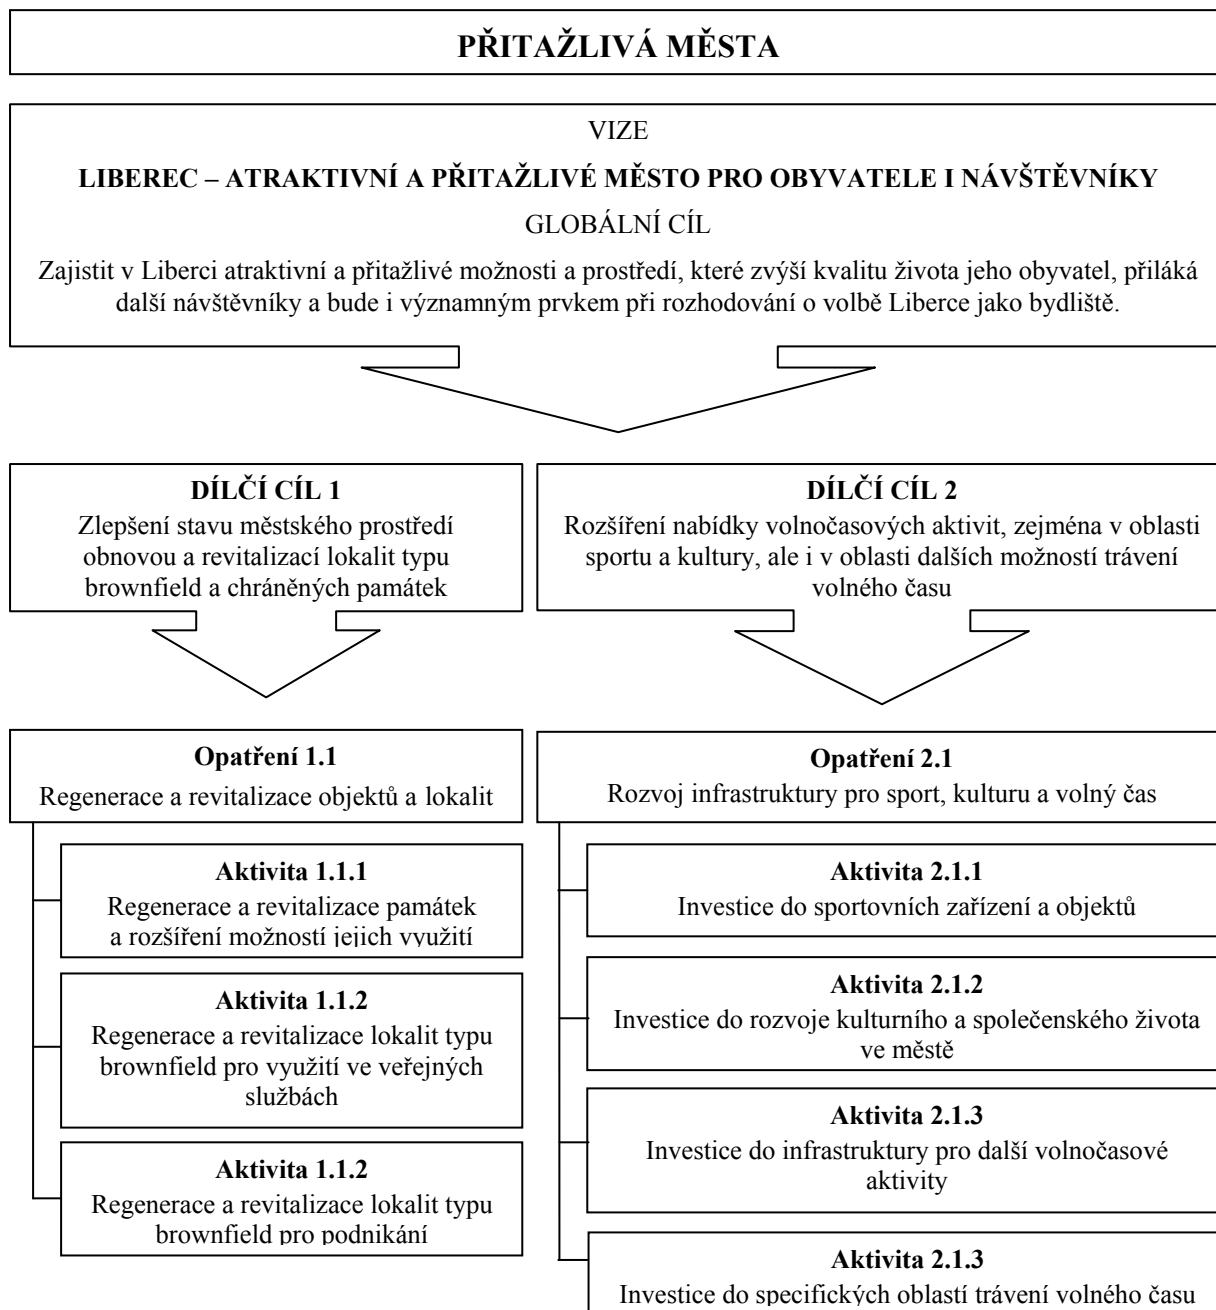 PŘITAŽLIVÁ MĚSTA
VIZE
LIBEREC – ATRAKTIVNÍ A PŘITAŽLIVÉ MĚSTO PRO OBYVATELE I NÁVŠTĚVNÍKY
GLOBÁLNÍ CÍL
Zajistit v Liberci atraktivní a přitažlivé možnosti a prostředí, které zvýší kvalitu života jeho obyvatel, přiláká
další návštěvníky a bude i významným prvkem při rozhodování o volbě Liberce jako bydliště.
DÍLČÍ CÍL 1
Zlepšení stavu městského prostředí
obnovou a revitalizací lokalit typu
brownfield a chráněných památek
DÍLČÍ CÍL 2
Rozšíření nabídky volnočasových aktivit, zejména v oblasti
sportu a kultury, ale i v oblasti dalších možností trávení
volného času
Opatření 1.1
Regenerace a revitalizace objektů a lokalit
Aktivita 1.1.1
Regenerace a revitalizace památek
a rozšíření možností jejich využití
Aktivita 1.1.2
Regenerace a revitalizace lokalit typu
brownfield pro využití ve veřejných
službách
Aktivita 1.1.2
Regenerace a revitalizace lokalit typu
brownfield pro podnikání
Opatření 2.1
Rozvoj infrastruktury pro sport, kulturu a volný čas
Aktivita 2.1.1
Investice do sportovních zařízení a objektů
Aktivita 2.1.2
Investice do rozvoje kulturního a společenského života
ve městě
Aktivita 2.1.3
Investice do infrastruktury pro další volnočasové
aktivity
Aktivita 2.1.3
Investice do specifických oblastí trávení volného času